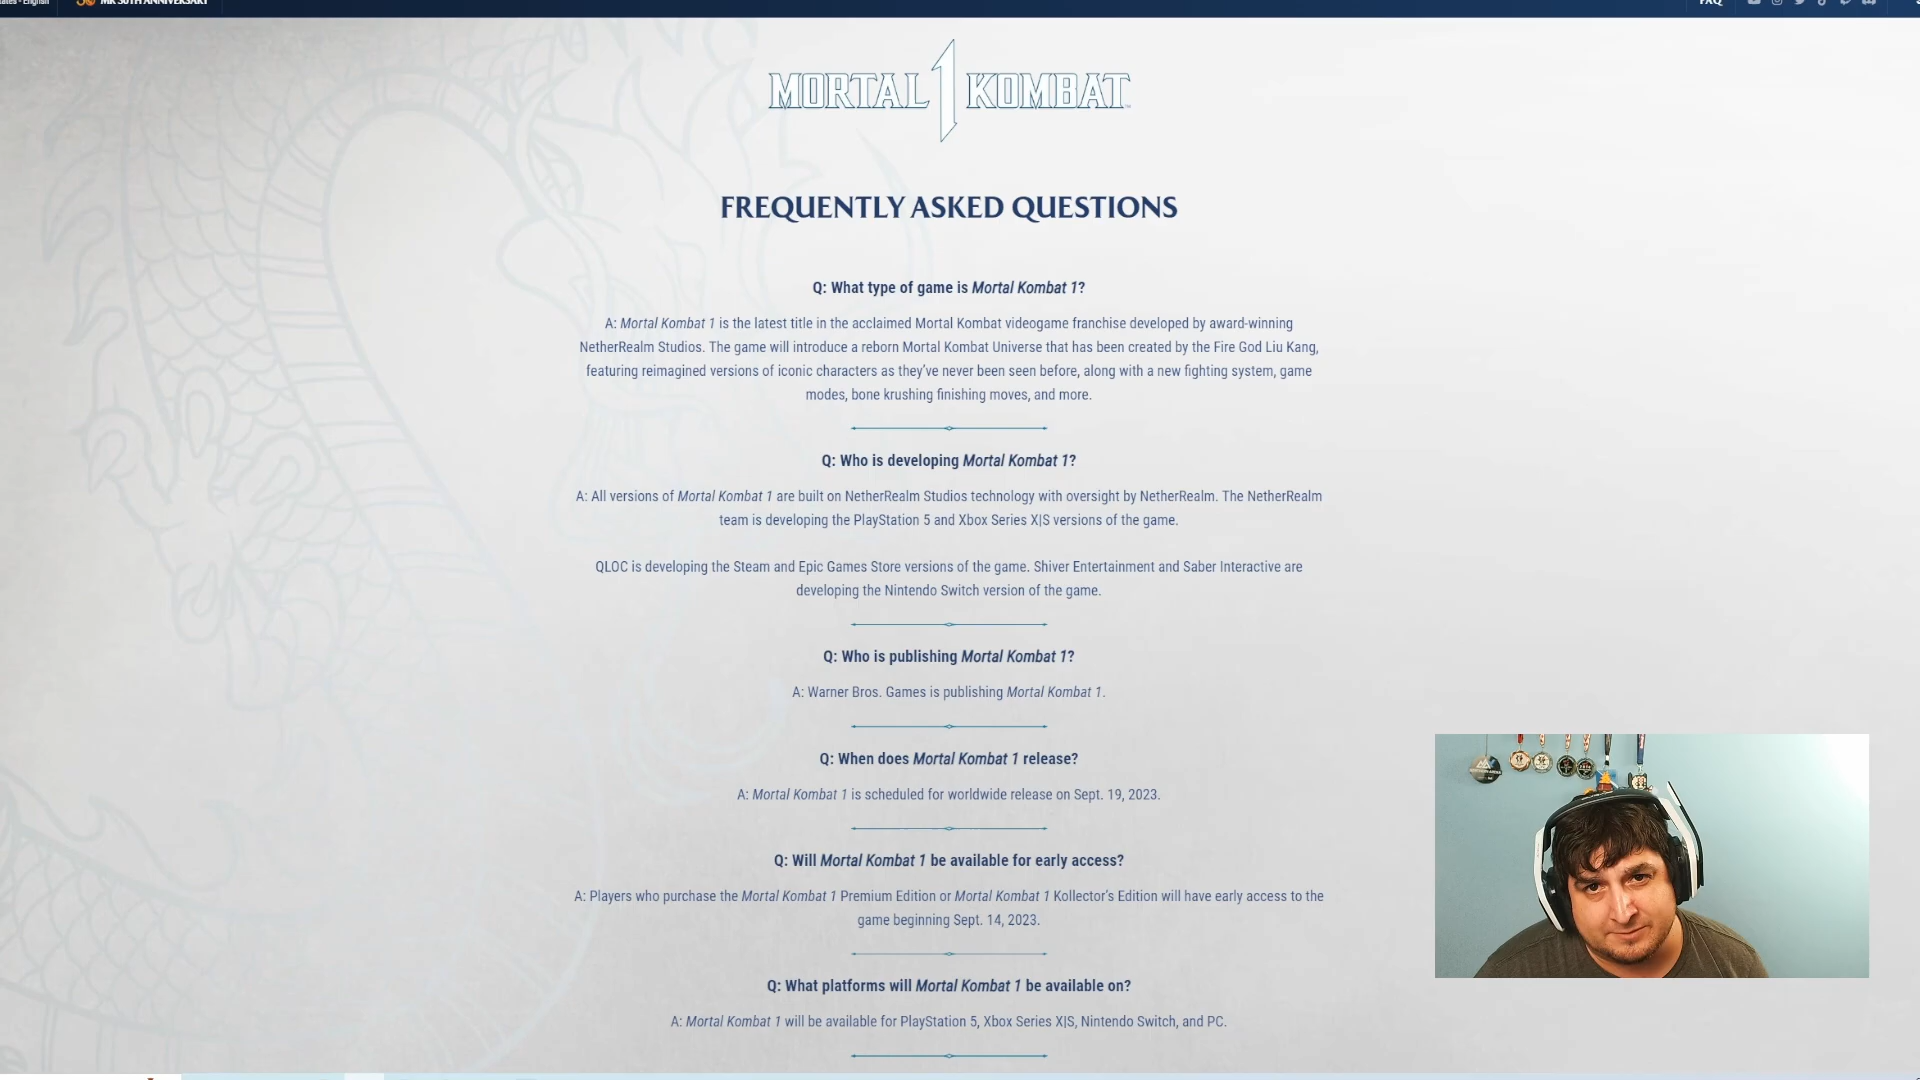 MK 30TH ANNIVERSARY
FAQ
MORTAL 1 KOMBAT
FREQUENTLY ASKED QUESTIONS
Q: What type of game is Mortal Kombat 1?
A: Mortal Kombat 1 is the latest title in the acclaimed Mortal Kombat videogame franchise developed by award-winning
NetherRealm Studios. The game will introduce a reborn Mortal Kombat Universe that has been created by the Fire God Liu Kang,
featuring reimagined versions of iconic characters as they've never been seen before, along with a new fighting system, game
modes, bone krushing finishing moves, and more.
Q: Who is developing Mortal Kombat 1?
A: All versions of Mortal Kombat 1 are built on NetherRealm Studios technology with oversight by NetherRealm. The NetherRealm
team is developing the PlayStation 5 and Xbox Series X|S versions of the game.
QLOC is developing the Steam and Epic Games Store versions of the game. Shiver Entertainment and Saber Interactive are
developing the Nintendo Switch version of the game.
Q: Who is publishing Mortal Kombat 1?
A: Warner Bros. Games is publishing Mortal Kombat 1.
Q: When does Mortal Kombat 1 release?
A: Mortal Kombat 1 is scheduled for worldwide release on Sept. 19, 2023.
Q: Will Mortal Kombat 1 be available for early access?
A: Players who purchase the Mortal Kombat 1 Premium Edition or Mortal Kombat 1 Kollector's Edition will have early access to the
game beginning Sept. 14, 2023.
Q: What platforms will Mortal Kombat 1 be available on?
A: Mortal Kombat 1 will be available for PlayStation 5, Xbox Series X|S, Nintendo Switch, and PC.